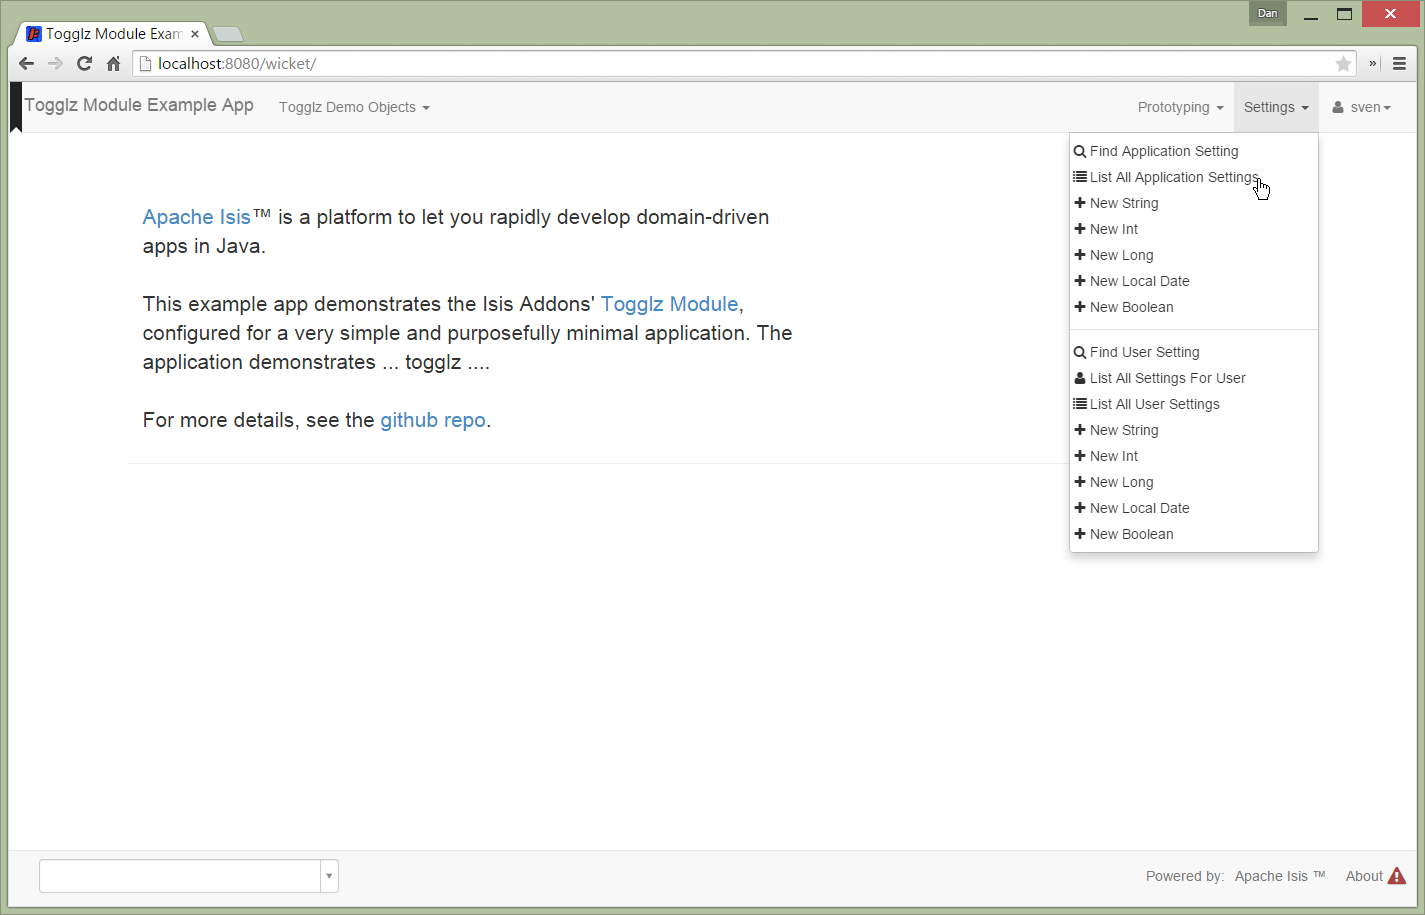 Dan
Togglz Module Exam
localhost:8080/wicket/
Togglz Module Example App
Togglz Demo Objects
Prototyping
Settings
sven
Find Application Setting
List All Application Settings
New String
New Int
New Long
New Local Date
New Boolean
Find User Setting
List All Settings For User
List All User Settings
New String
New Int
New Long
New Local Date
New Boolean
Apache Isis™ is a platform to let you rapidly develop domain-driven
apps in Java.
This example app demonstrates the Isis Addons' Togglz Module,
configured for a very simple and purposefully minimal application. The
application demonstrates ... togglz ....
For more details, see the github repo.
Powered by: Apache Isis ™ About